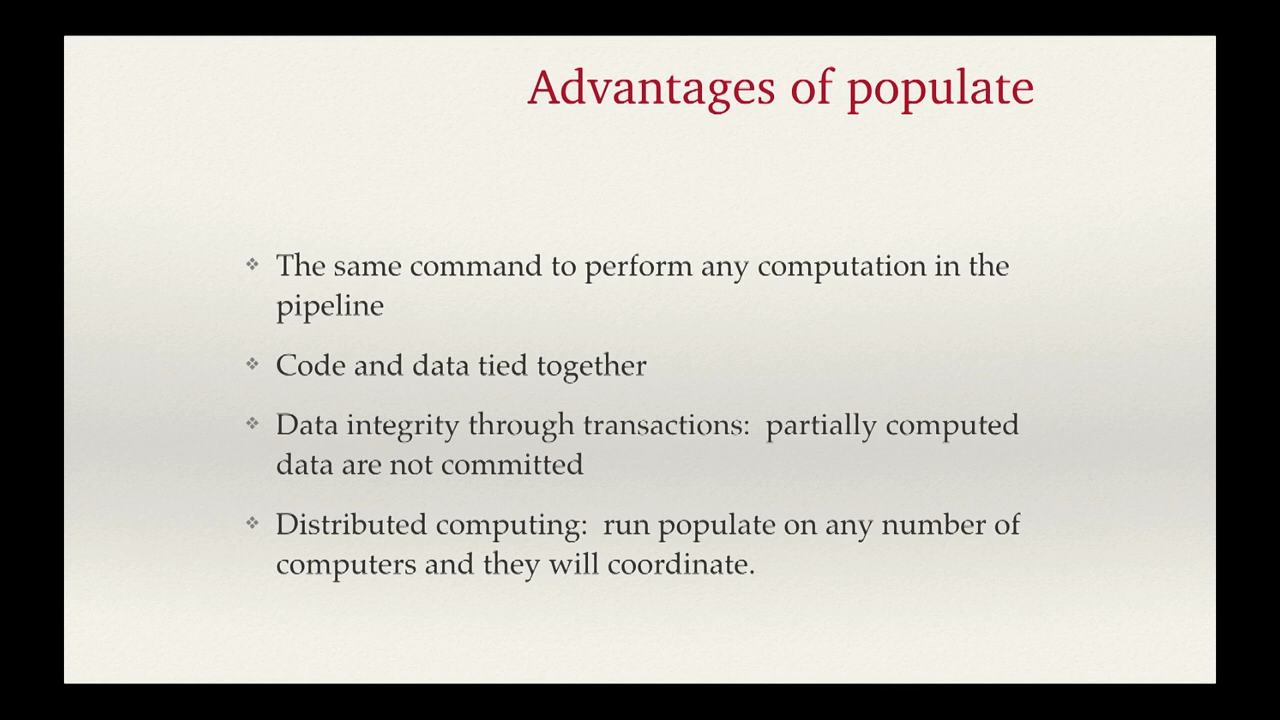 Advantages of populate
❖ The same command to perform any computation in the
pipeline
❖ Code and data tied together
❖ Data integrity through transactions:  partially computed
data are not committed
❖ Distributed computing:  run populate on any number of
computers and they will coordinate.